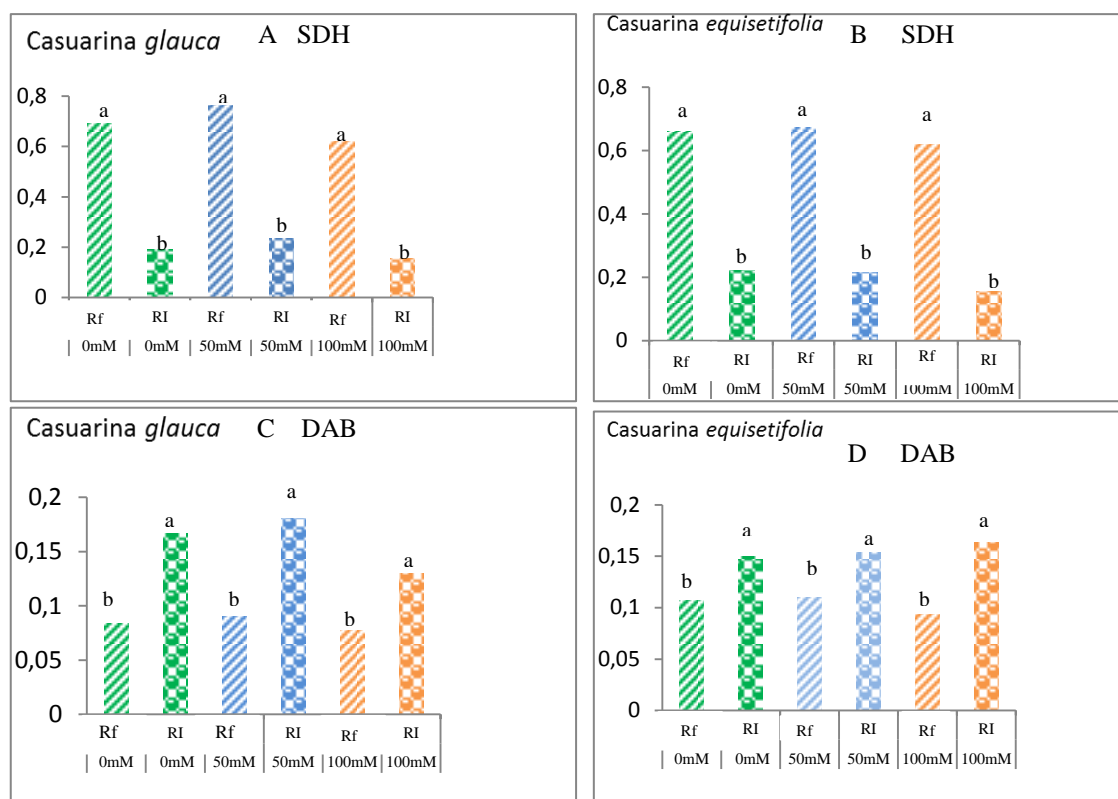 Casuarina glauca A SDH
0,8
0,6
0,4
0,2
0
a
b
a
b
a
b
Rf RI Rf RI Rf RI
0mM 0mM 50mM 50mM 100mM 100mM
Casuarina equisetifolia B SDH
0,8
0,6
0,4
0,2
0
a
b
a
b
a
b
Rf RI Rf RI Rf RI
0mM 0mM 50mM 50mM 100mM 100mM
Casuarina glauca C DAB
0,2
0,15
0,1
0,05
0
b
a
b
a
b
a
Rf RI Rf RI Rf RI
0mM 0mM 50mM 50mM 100mM 100mM
Casuarina equisetifolia
D DAB
0,2
0,15
0,1
0,05
0
b
a
b
a
b
a
Rf RI Rf RI Rf RI
0mM 0mM 50mM 50mM 100mM 100mM